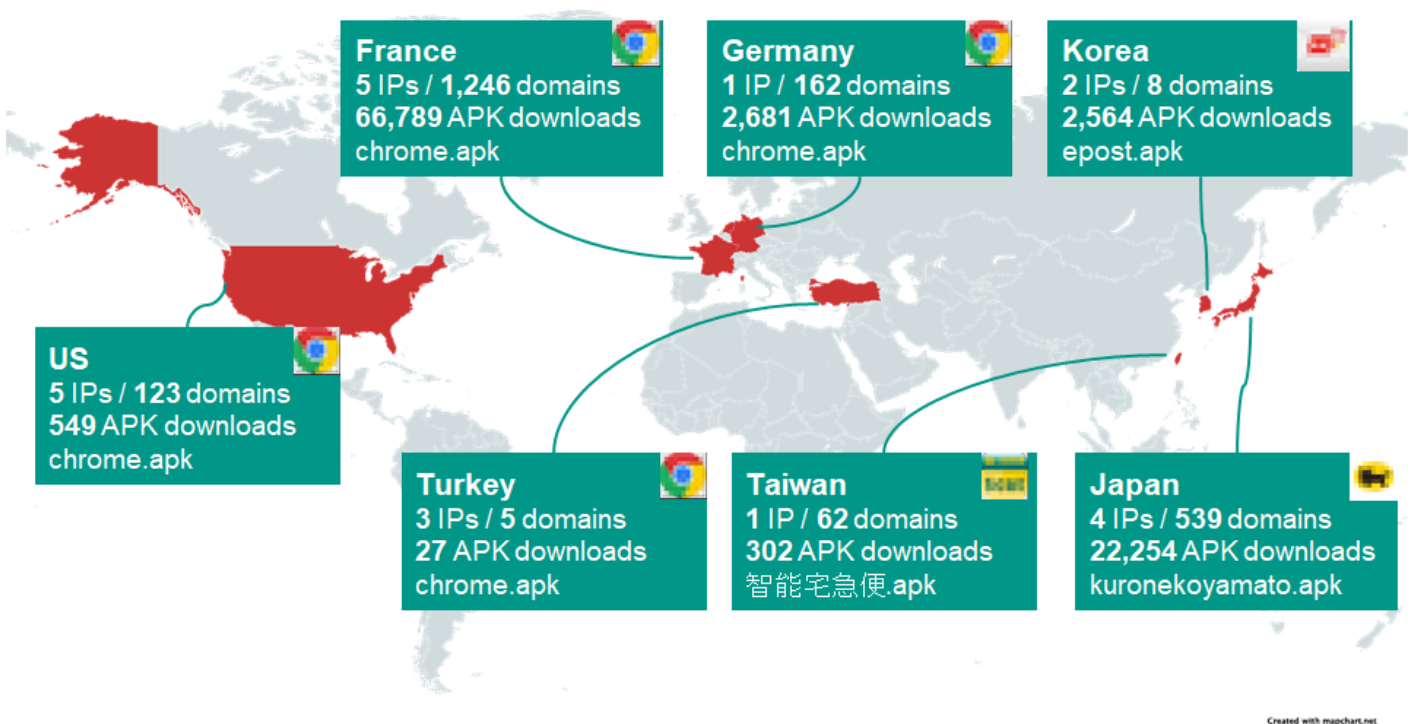 France
5 IPs / 1,246 domains
66,789 APK downloads
chrome.apk
Germany
1 IP / 162 domains
2,681 APK downloads
chrome.apk
Korea
2 IPs / 8 domains
2,564 APK downloads
epost.apk
US
5 IPs / 123 domains
549 APK downloads
chrome.apk
Turkey
3 IPs / 5 domains
27 APK downloads
chrome.apk
Taiwan
1 IP / 62 domains
302 APK downloads
智能宅急便.apk
Japan
4 IPs / 539 domains
22,254 APK downloads
kuronekoyamato.apk
Created with mapchart.net